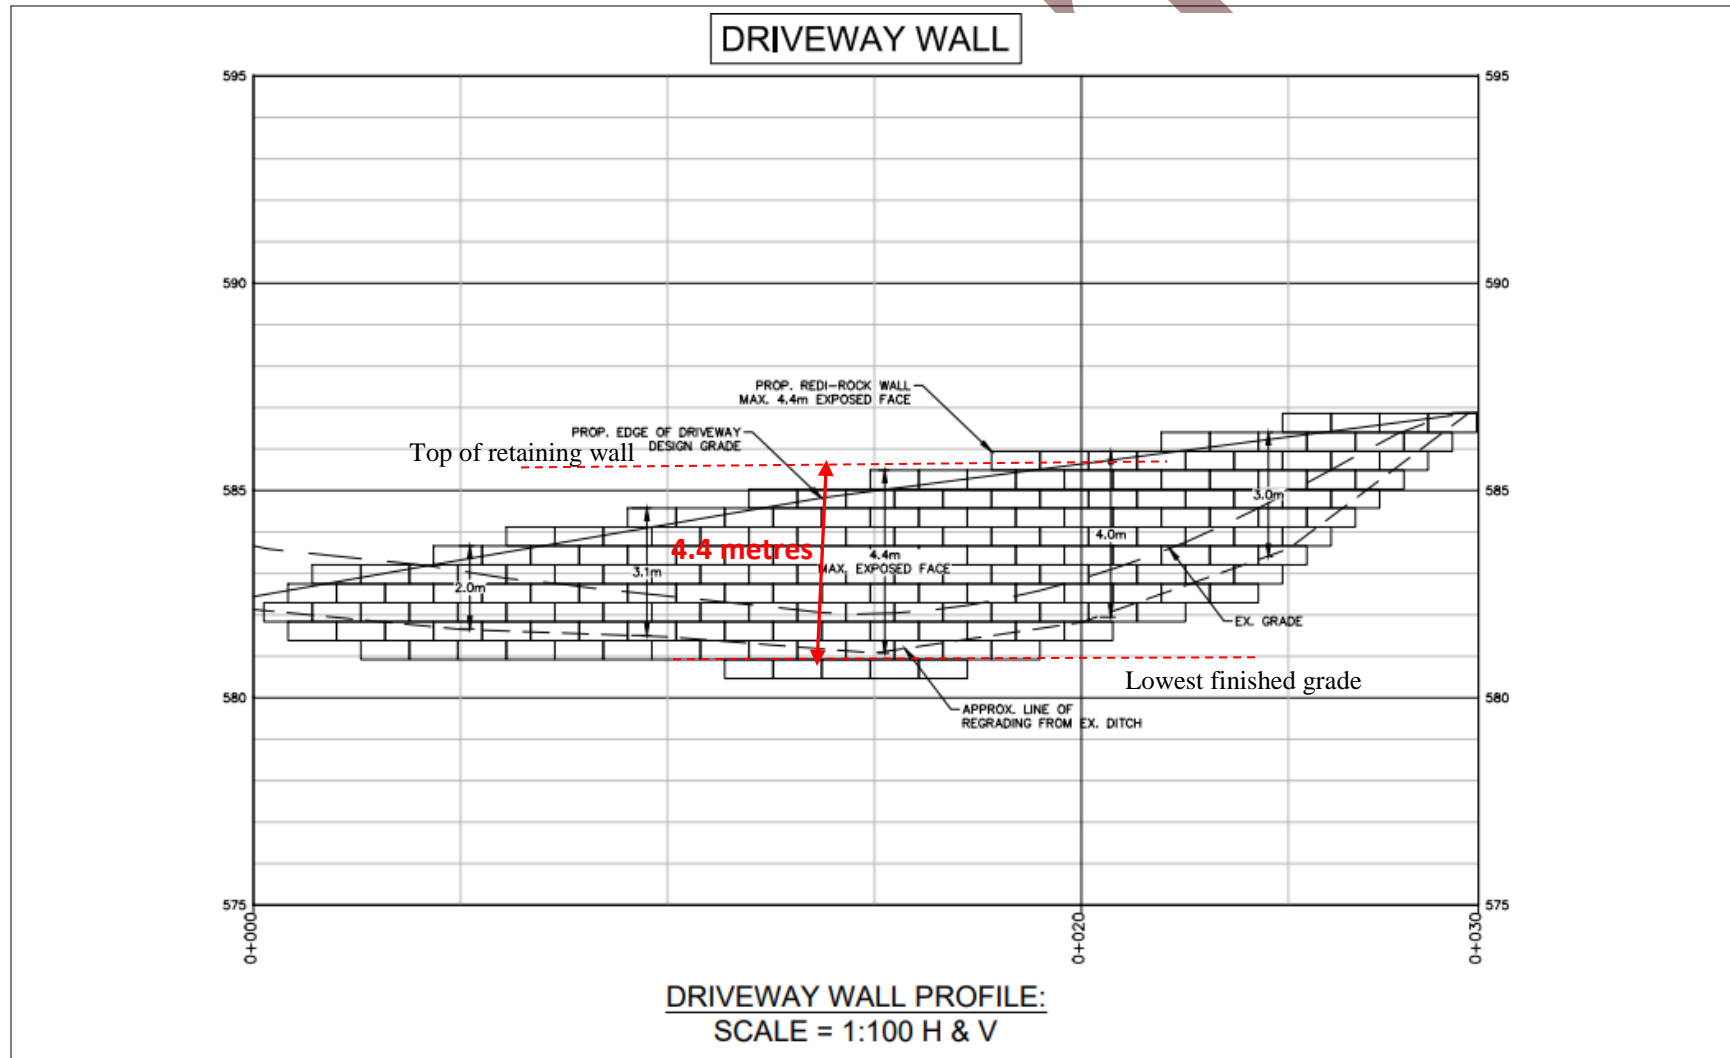 DRIVEWAY WALL
595
595
590
590
PROP. REDI-ROCK WALL
MAX. 4.4m EXPOSED FACE
PROP. EDGE OF DRIVEWAY
DESIGN GRADE
Top of retaining wall
585
585
3.0m
4.0m
4.4 metres
4.4m
MAX. EXPOSED FACE
3.1m
2.0m
EX. GRADE
Lowest finished grade
580
580
APPROX. LINE OF
REGRADING FROM EX. DITCH
575
575
0+000
0+020
0+030
DRIVEWAY WALL PROFILE:
SCALE = 1:100 H & V